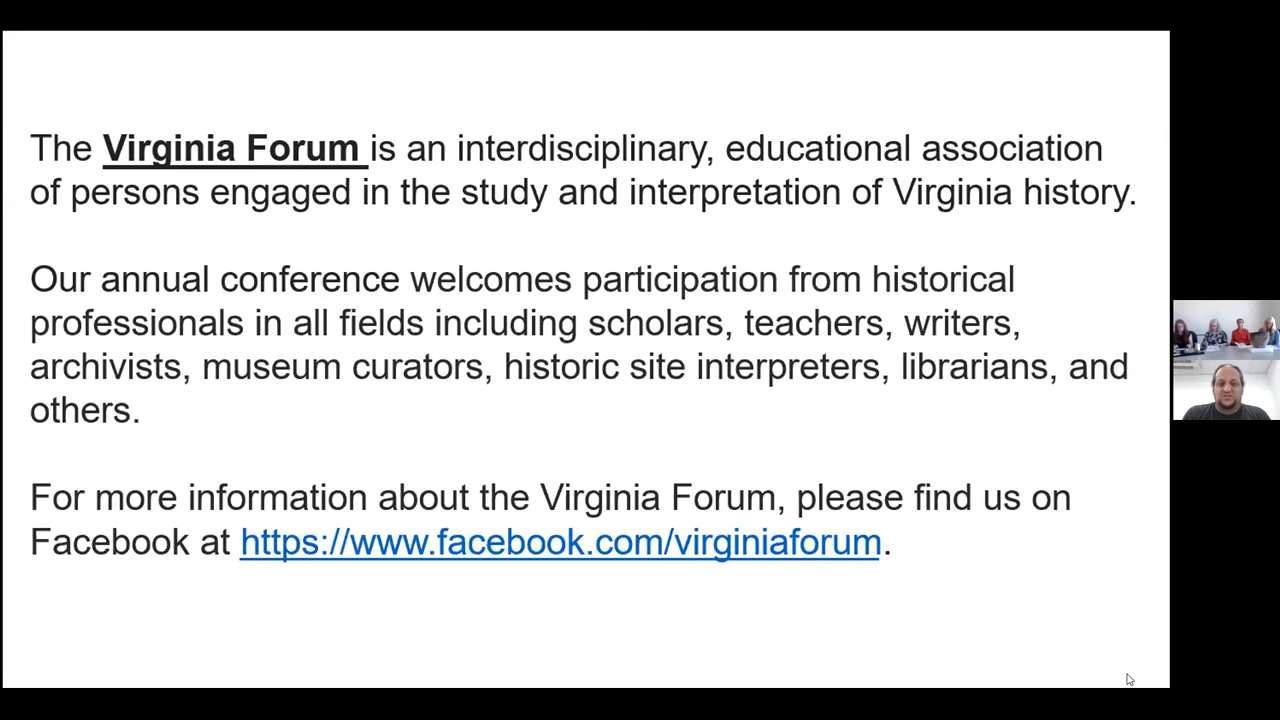 The Virginia Forum is an interdisciplinary, educational association
of persons engaged in the study and interpretation of Virginia history.
Our annual conference welcomes participation from historical
professionals in all fields including scholars, teachers, writers,
archivists, museum curators, historic site interpreters, librarians, and
others.
For more information about the Virginia Forum, please find us on
Facebook at https://www.facebook.com/virginiaforum.